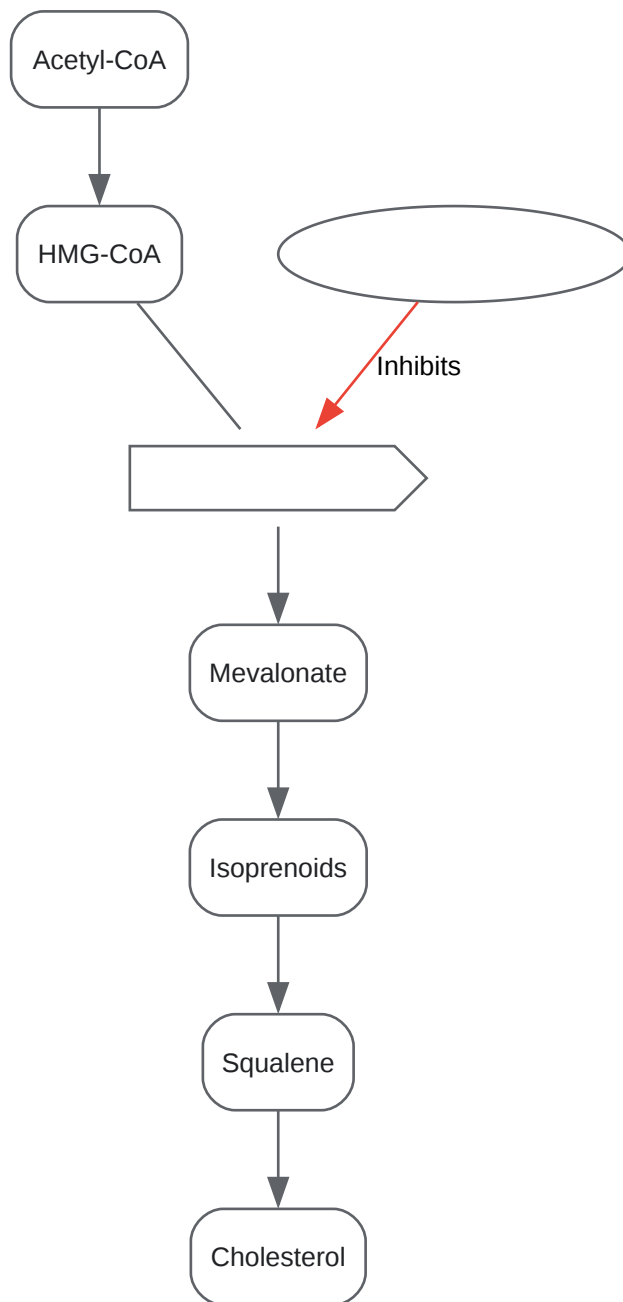 Acetyl-CoA
HMG-CoA
Inhibits
Mevalonate
Isoprenoids
Squalene
Cholesterol